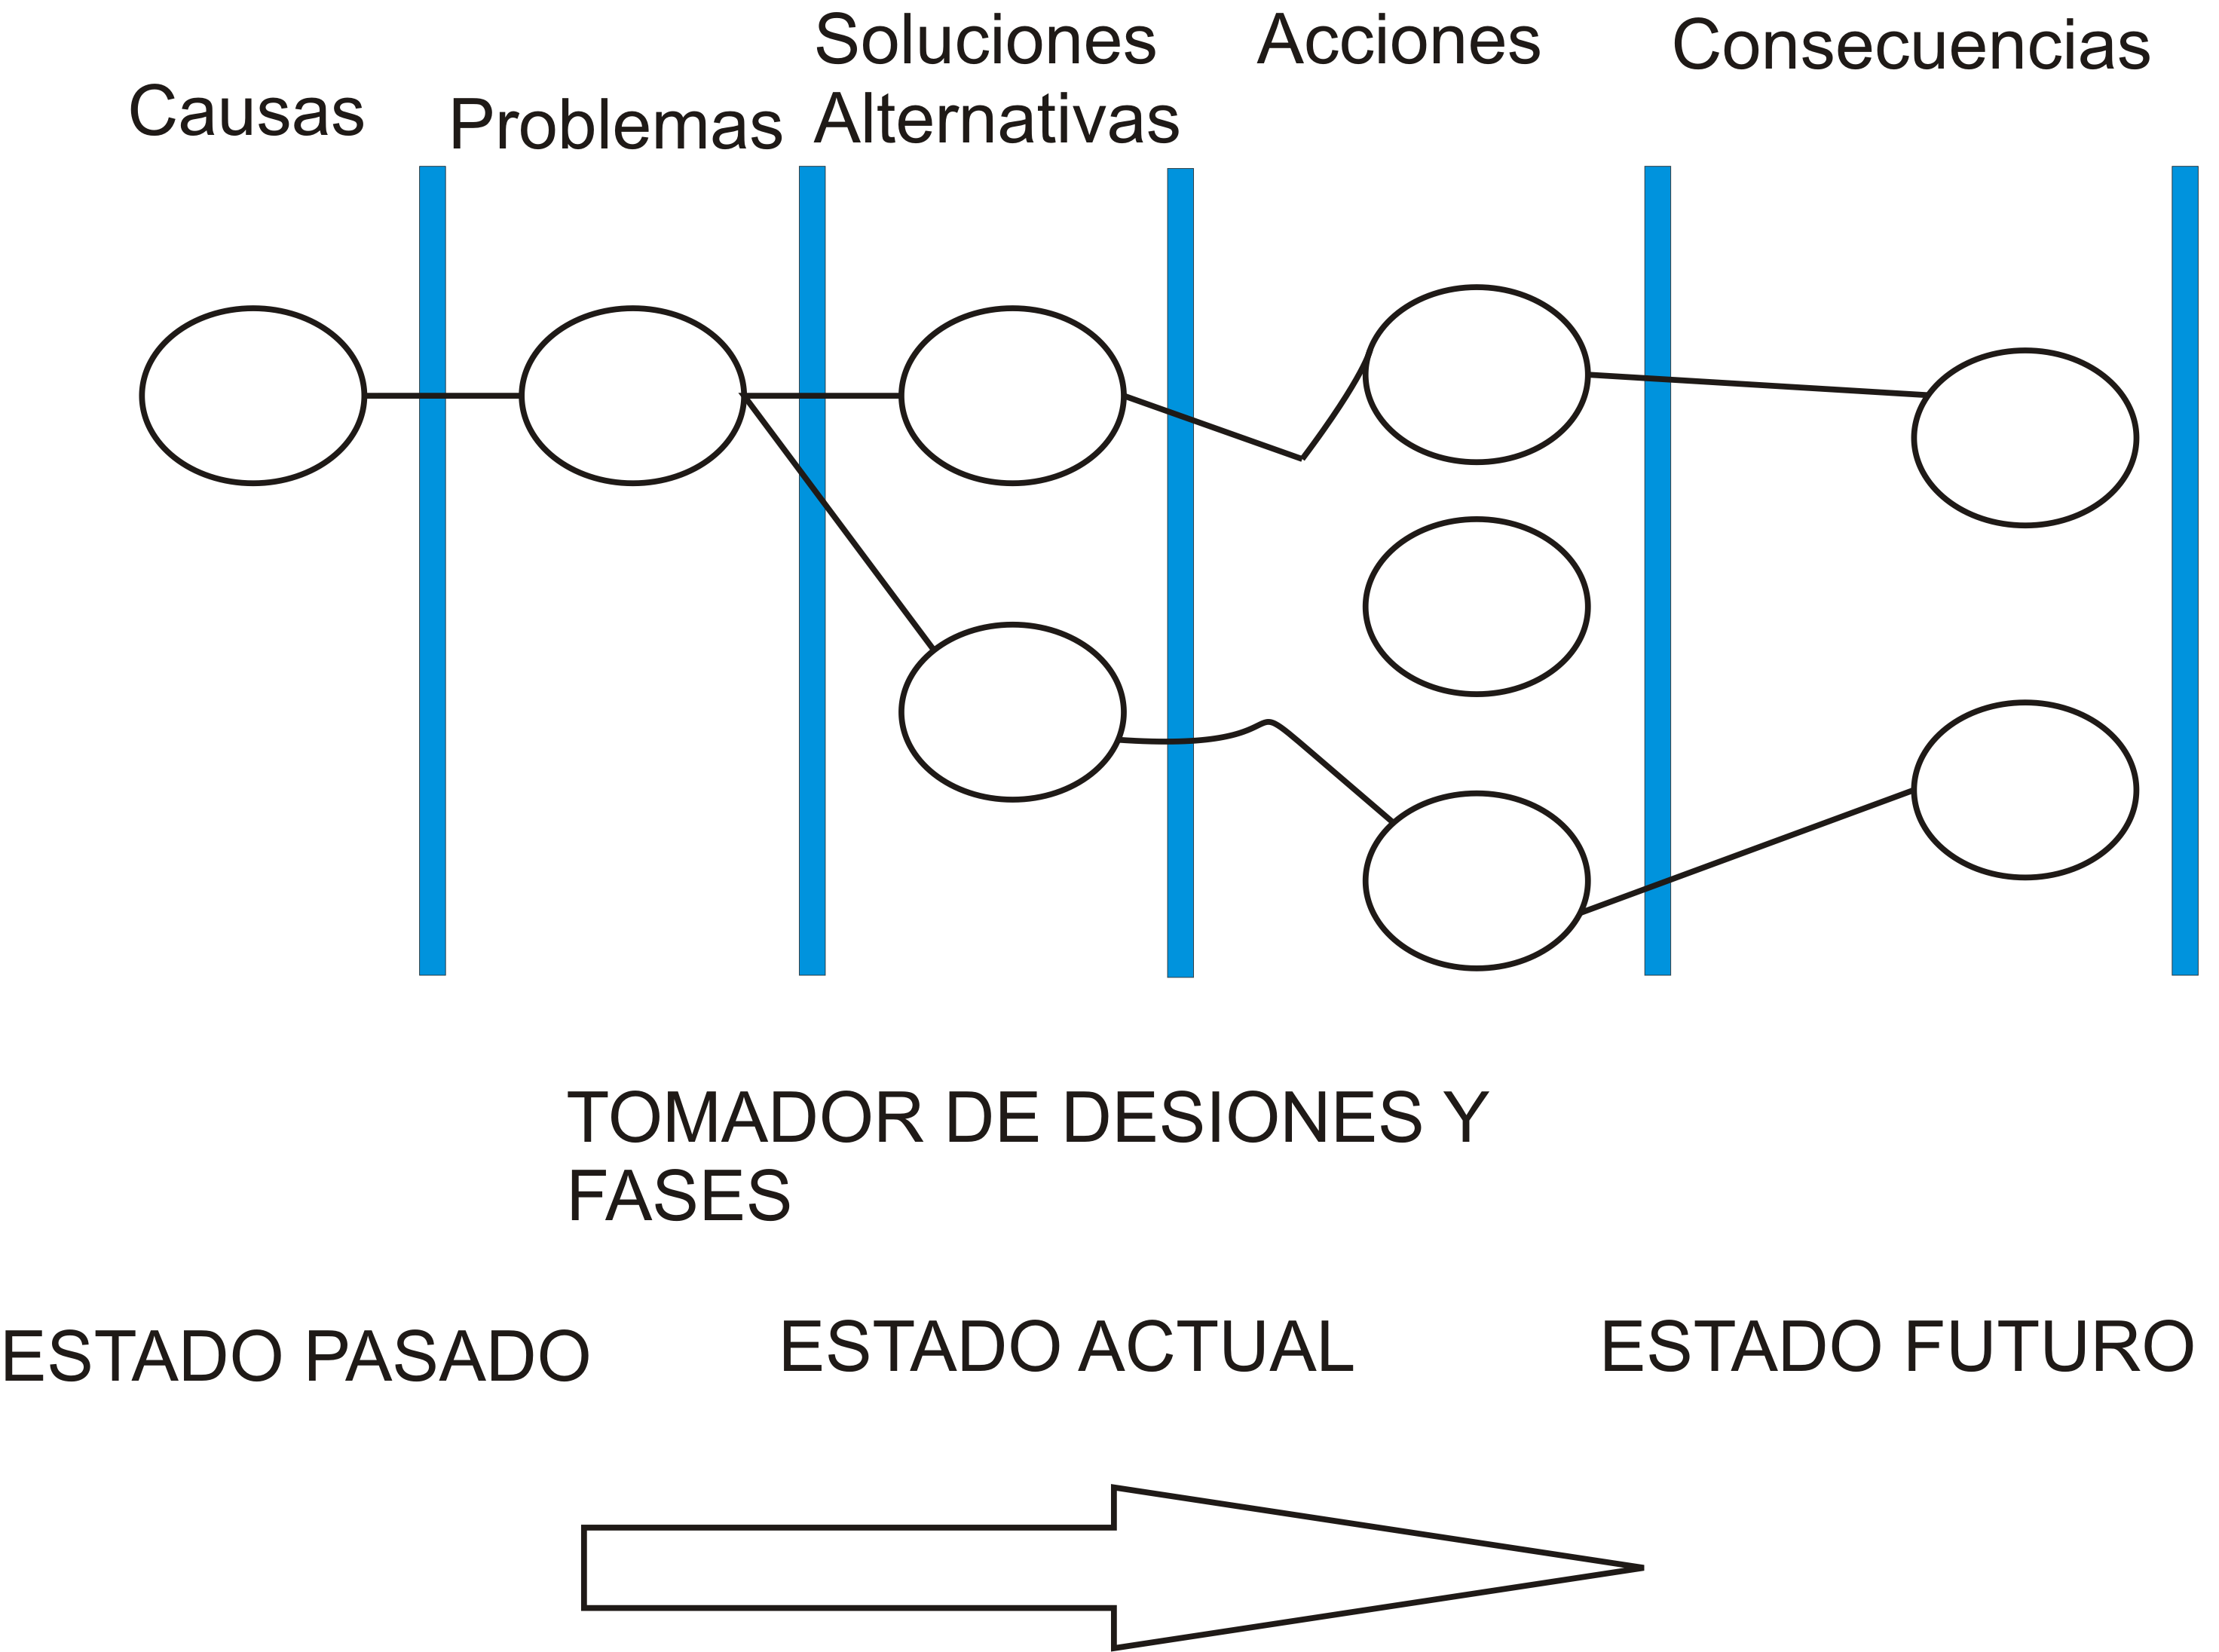 Causas
Problemas
Soluciones
Alternativas
Acciones
Consecuencias
TOMADOR DE DESIONES Y
FASES
ESTADO PASADO
ESTADO ACTUAL
ESTADO FUTURO